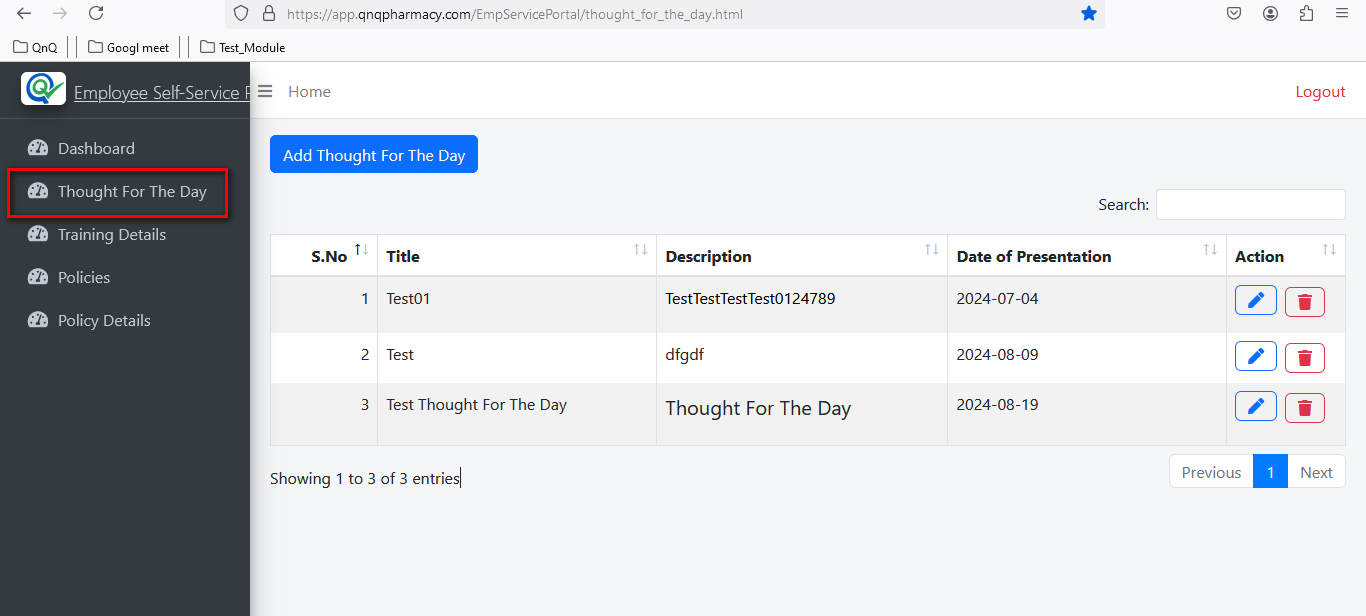 https://app.qnqpharmacy.com/EmpServicePortal/thought_for_the_day.html
QnQ Googl meet Test_Module
Employee Self-Service P
Home
Logout
Dashboard
Thought For The Day
Training Details
Policies
Policy Details
Add Thought For The Day
Search:
S.No Title Description Date of Presentation Action
1 Test01 TestTestTestTest0124789 2024-07-04
2 Test dfgdf 2024-08-09
3 Test Thought For The Day Thought For The Day 2024-08-19
Showing 1 to 3 of 3 entries
Previous 1 Next